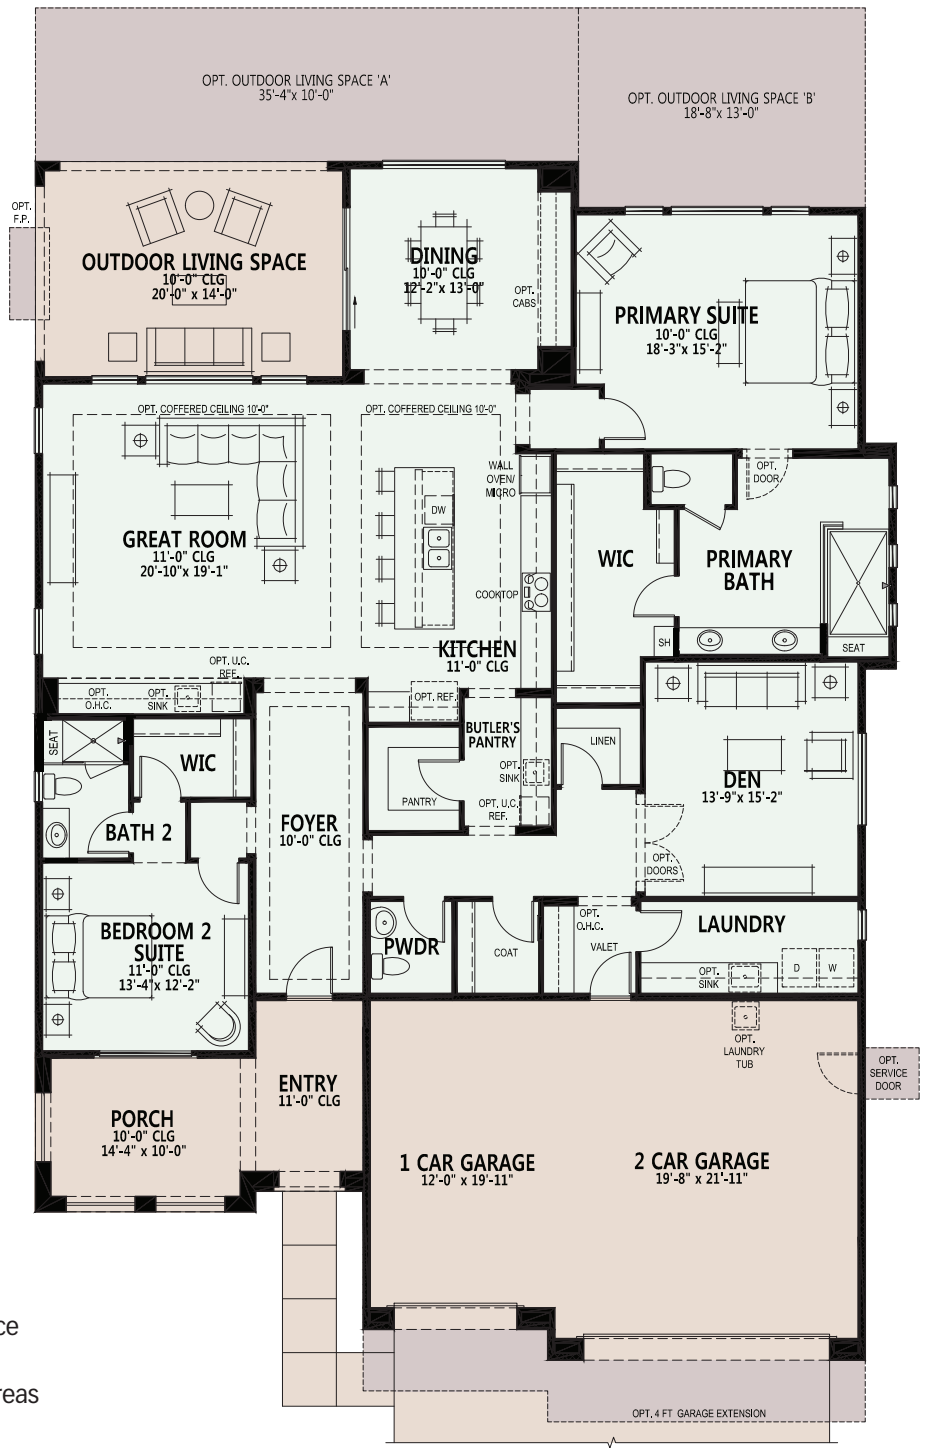 OPT. OUTDOOR LIVING SPACE 'A'
35'-4"x 10'-0"
OPT. OUTDOOR LIVING SPACE 'B'
18'-8"x 13'-0"
OPT.
F.P.
OUTDOOR LIVING SPACE
10'-0" CLG
20'-0" x 14'-0"
DINING
10'-0" CLG
12'-2"x 13'-0"
OPT.
CABS
PRIMARY SUITE
10'-0" CLG
18'-3"x 15'-2"
OPT. COFFERED CEILING 10'-0"
OPT. COFFERED CEILING 10'-0"
WALL
OVEN/
MICRO
OPT.
DOOR
DW
GREAT ROOM
11'-0" CLG
20'-10"x 19'-1"
WIC
PRIMARY
BATH
COOKTOP
KITCHEN
11'-0" CLG
SH
SEAT
OPT. U.C.
REF.
OPT.
O.H.C.
OPT.
SINK
OPT. REF.
BUTLER'S
PANTRY
LINEN
SEAT
WIC
OPT.
SINK
PANTRY
OPT. U.C.
REF.
DEN
13'-9"x 15'-2"
BATH 2
FOYER
10'-0" CLG
OPT.
DOORS
BEDROOM 2
SUITE
11'-0" CLG
13'-4"x 12'-2"
PWDR
COAT
OPT.
O.H.C.
VALET
LAUNDRY
OPT.
SINK
D
W
OPT.
LAUNDRY
TUB
OPT.
SERVICE
DOOR
ENTRY
11'-0" CLG
PORCH
10'-0" CLG
14'-4" x 10'-0"
1 CAR GARAGE
12'-0" x 19'-11"
2 CAR GARAGE
19'-8" x 21'-11"
ce
reas
OPT. 4 FT GARAGE EXTENSION